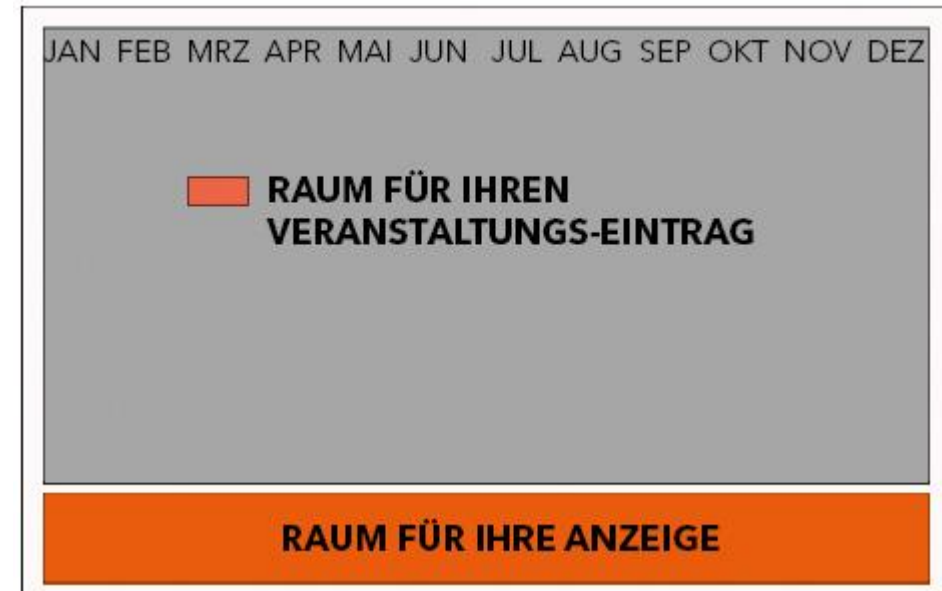 JAN FEB MRZ APR MAI JUN JUL AUG SEP OKT NOV DEZ
RAUM FÜR IHREN
VERANSTALTUNGS-EINTRAG
RAUM FÜR IHRE ANZEIGE